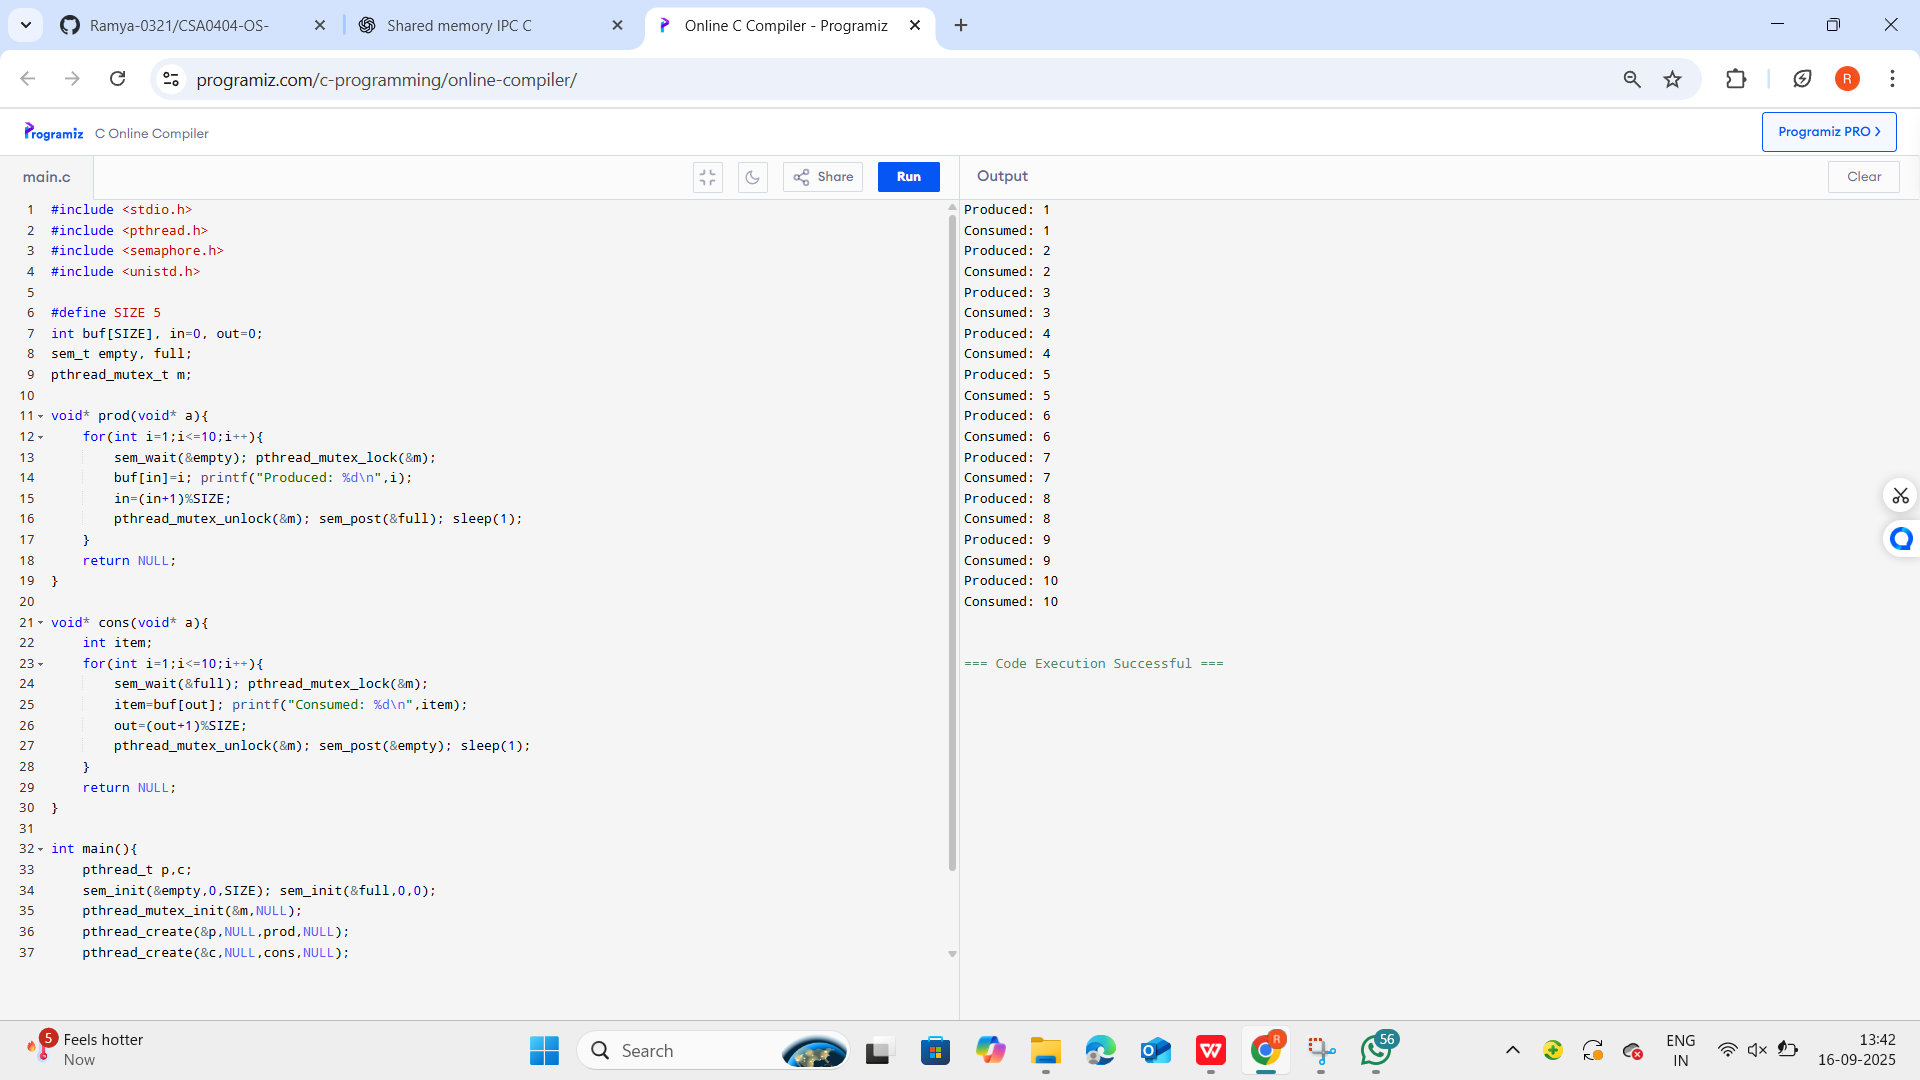 Ramya-0321/CSA0404-OS-
Shared memory IPC C
Online C Compiler - Programiz
programiz.com/c-programming/online-compiler/
R
Programiz C Online Compiler
Programiz PRO
main.c
Share
Run
Output
Clear
1 #include <stdio.h>
2 #include <pthread.h>
3 #include <semaphore.h>
4 #include <unistd.h>
5
6 #define SIZE 5
7 int buf[SIZE], in=0, out=0;
8 sem_t empty, full;
9 pthread_mutex_t m;
10
11 void* prod(void* a){
12 for(int i=1;i<=10;i++){
13 sem_wait(&empty); pthread_mutex_lock(&m);
14 buf[in]=i; printf("Produced: %d\n",i);
15 in=(in+1)%SIZE;
16 pthread_mutex_unlock(&m); sem_post(&full); sleep(1);
17 }
18 return NULL;
19 }
20
21 void* cons(void* a){
22 int item;
23 for(int i=1;i<=10;i++){
24 sem_wait(&full); pthread_mutex_lock(&m);
25 item=buf[out]; printf("Consumed: %d\n",item);
26 out=(out+1)%SIZE;
27 pthread_mutex_unlock(&m); sem_post(&empty); sleep(1);
28 }
29 return NULL;
30 }
31
32 int main(){
33 pthread_t p,c;
34 sem_init(&empty,0,SIZE); sem_init(&full,0,0);
35 pthread_mutex_init(&m,NULL);
36 pthread_create(&p,NULL,prod,NULL);
37 pthread_create(&c,NULL,cons,NULL);
Produced: 1
Consumed: 1
Produced: 2
Consumed: 2
Produced: 3
Consumed: 3
Produced: 4
Consumed: 4
Produced: 5
Consumed: 5
Produced: 6
Consumed: 6
Produced: 7
Consumed: 7
Produced: 8
Consumed: 8
Produced: 9
Consumed: 9
Produced: 10
Consumed: 10
=== Code Execution Successful ===
5
Feels hotter
Now
Search
R
56
ENG
IN
13:42
16-09-2025